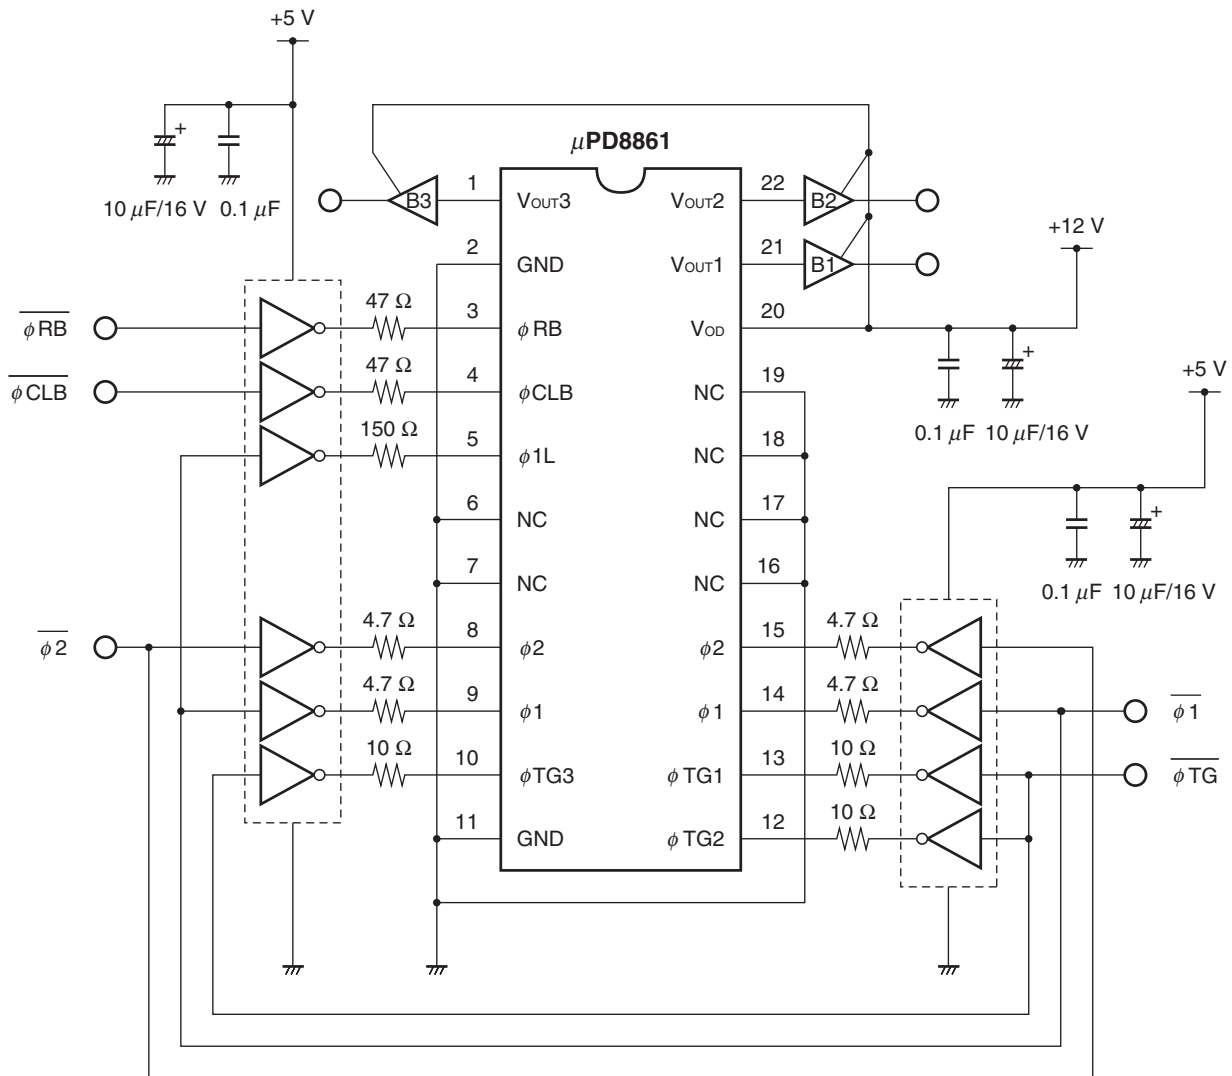 +5 V
μPD8861
10 μF/16 V 0.1 μF
B3 1 VOUT3 VOUT2 22 B2
+12 V
2 GND VOUT1 21 B1
φRB 47 Ω 3 φRB VOD 20
φCLB 47 Ω 4 φCLB NC 19
+5 V
0.1 μF 10 μF/16 V
150 Ω 5 φ1L NC 18
6 NC NC 17
7 NC NC 16
0.1 μF 10 μF/16 V
φ2 4.7 Ω 8 φ2 φ2 15 4.7 Ω
4.7 Ω 9 φ1 φ1 14 4.7 Ω φ1
10 Ω 10 φTG3 φTG1 13 10 Ω φTG
11 GND φTG2 12 10 Ω
+
+
+